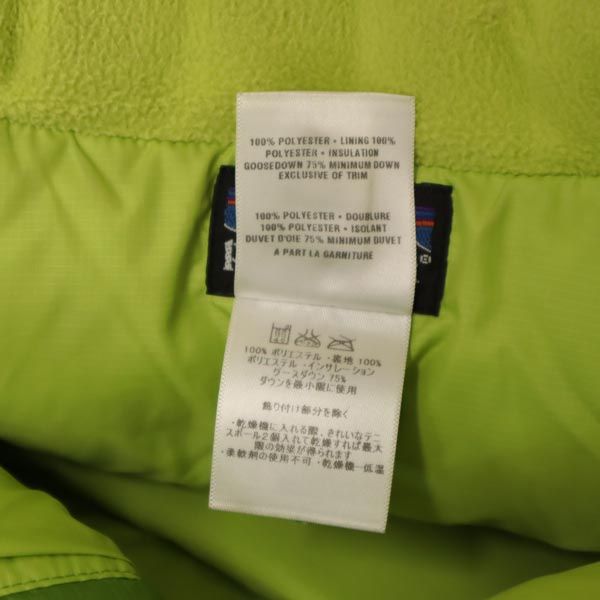 100% POLYESTER • LINING 100%
POLYESTER • INSULATION
GOOSEDOWN 75% MINIMUM DOWN
EXCLUSIVE OF TRIM
100% POLYESTER • DOUBLURE
100% POLYESTER • ISOLANT
DUVET D'OIE 75% MINIMUM DUVET
A PART LA GARNITURE
100% ポリエステル・裏地 100%
ポリエステル・インサレーション
グースダウン 75%
ダウンを最小限に使用
飾り付け部分を除く
・乾燥機に入れる際、きれいなテニ
スボール2個入れて乾燥すれば最大
限の効果が得られます
・柔軟剤の使用不可 ・乾燥機ー低温